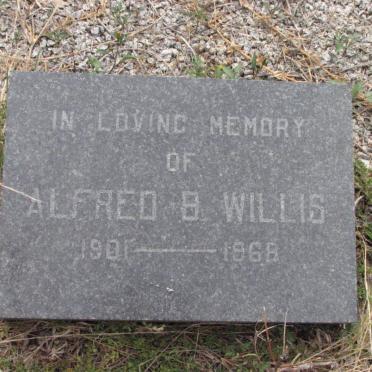 IN LOVING MEMORY
OF
ALFRED B. WILLIS
1901 — 1968